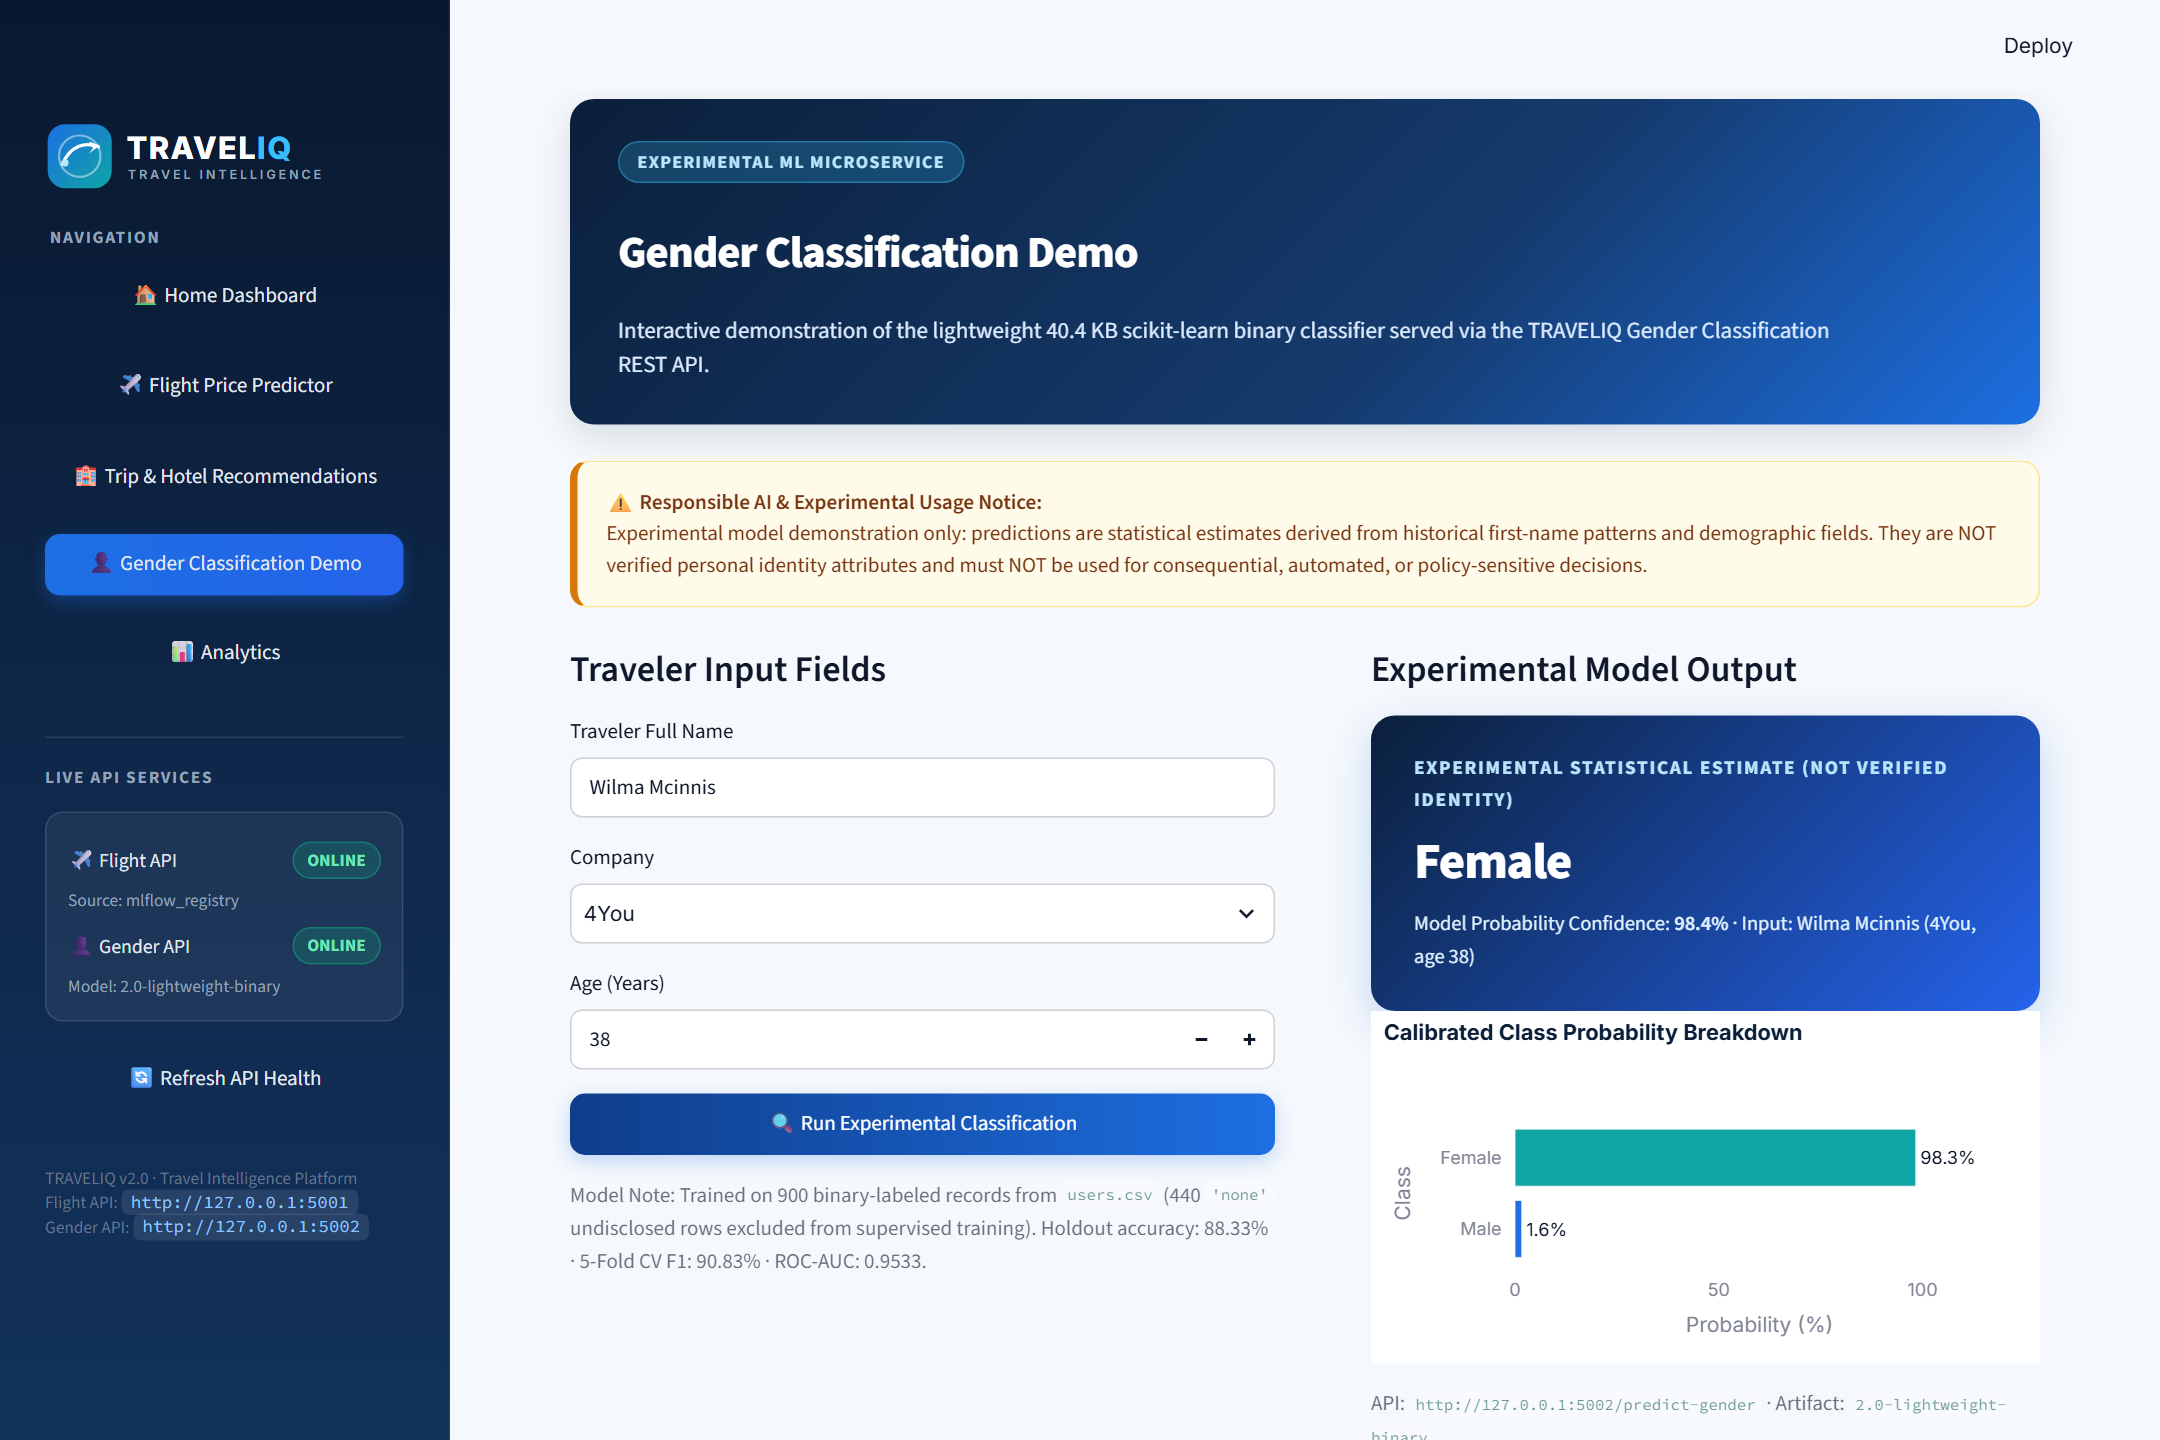 TRAVELIQ
TRAVEL INTELLIGENCE
NAVIGATION
Home Dashboard
Flight Price Predictor
Trip & Hotel Recommendations
Gender Classification Demo
Analytics
LIVE API SERVICES
Flight API ONLINE
Source: mlflow_registry
Gender API ONLINE
Model: 2.0-lightweight-binary
Refresh API Health
TRAVELIQ v2.0 · Travel Intelligence Platform
Flight API: http://127.0.0.1:5001
Gender API: http://127.0.0.1:5002
Deploy
EXPERIMENTAL ML MICROSERVICE
Gender Classification Demo
Interactive demonstration of the lightweight 40.4 KB scikit-learn binary classifier served via the TRAVELIQ Gender Classification
REST API.
Responsible AI & Experimental Usage Notice:
Experimental model demonstration only: predictions are statistical estimates derived from historical first-name patterns and demographic fields. They are NOT
verified personal identity attributes and must NOT be used for consequential, automated, or policy-sensitive decisions.
Traveler Input Fields
Traveler Full Name
Wilma Mcinnis
Company
4You
Age (Years)
38 − +
Run Experimental Classification
Model Note: Trained on 900 binary-labeled records from users.csv (440 'none'
undisclosed rows excluded from supervised training). Holdout accuracy: 88.33%
· 5-Fold CV F1: 90.83% · ROC-AUC: 0.9533.
Experimental Model Output
EXPERIMENTAL STATISTICAL ESTIMATE (NOT VERIFIED
IDENTITY)
Female
Model Probability Confidence: 98.4% · Input: Wilma Mcinnis (4You,
age 38)
Calibrated Class Probability Breakdown
Class
Female 98.3%
Male 1.6%
0 50 100
Probability (%)
API: http://127.0.0.1:5002/predict-gender · Artifact: 2.0-lightweight-
binary